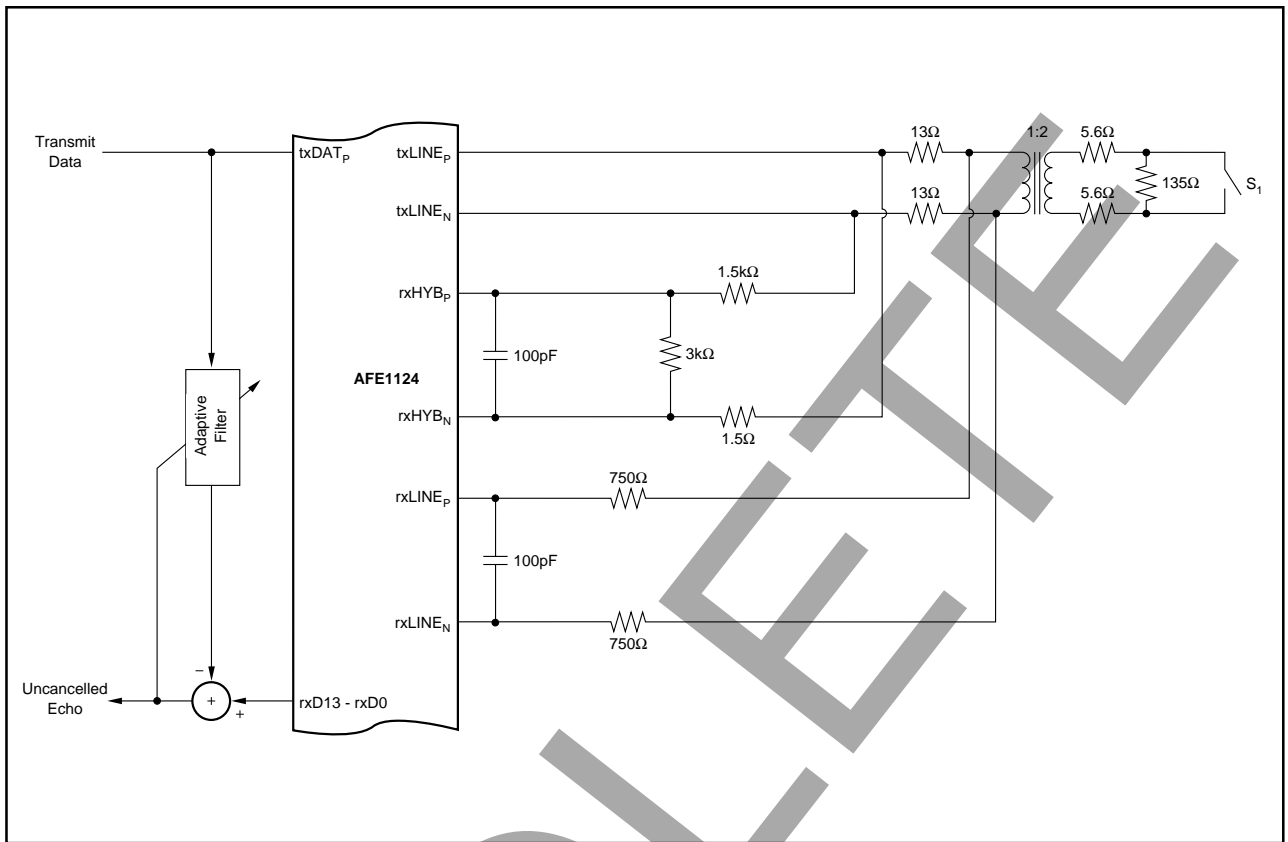 Transmit
Data
txDATP
txLINEP
13Ω
1:2
5.6Ω
135Ω
S1
txLINEN
13Ω
5.6Ω
rxHYBP
1.5kΩ
100pF
3kΩ
AFE1124
Adaptive
Filter
rxHYBN
1.5Ω
rxLINEP
750Ω
100pF
rxLINEN
750Ω
–
+
+
Uncancelled
Echo
rxD13 - rxD0
OLETE